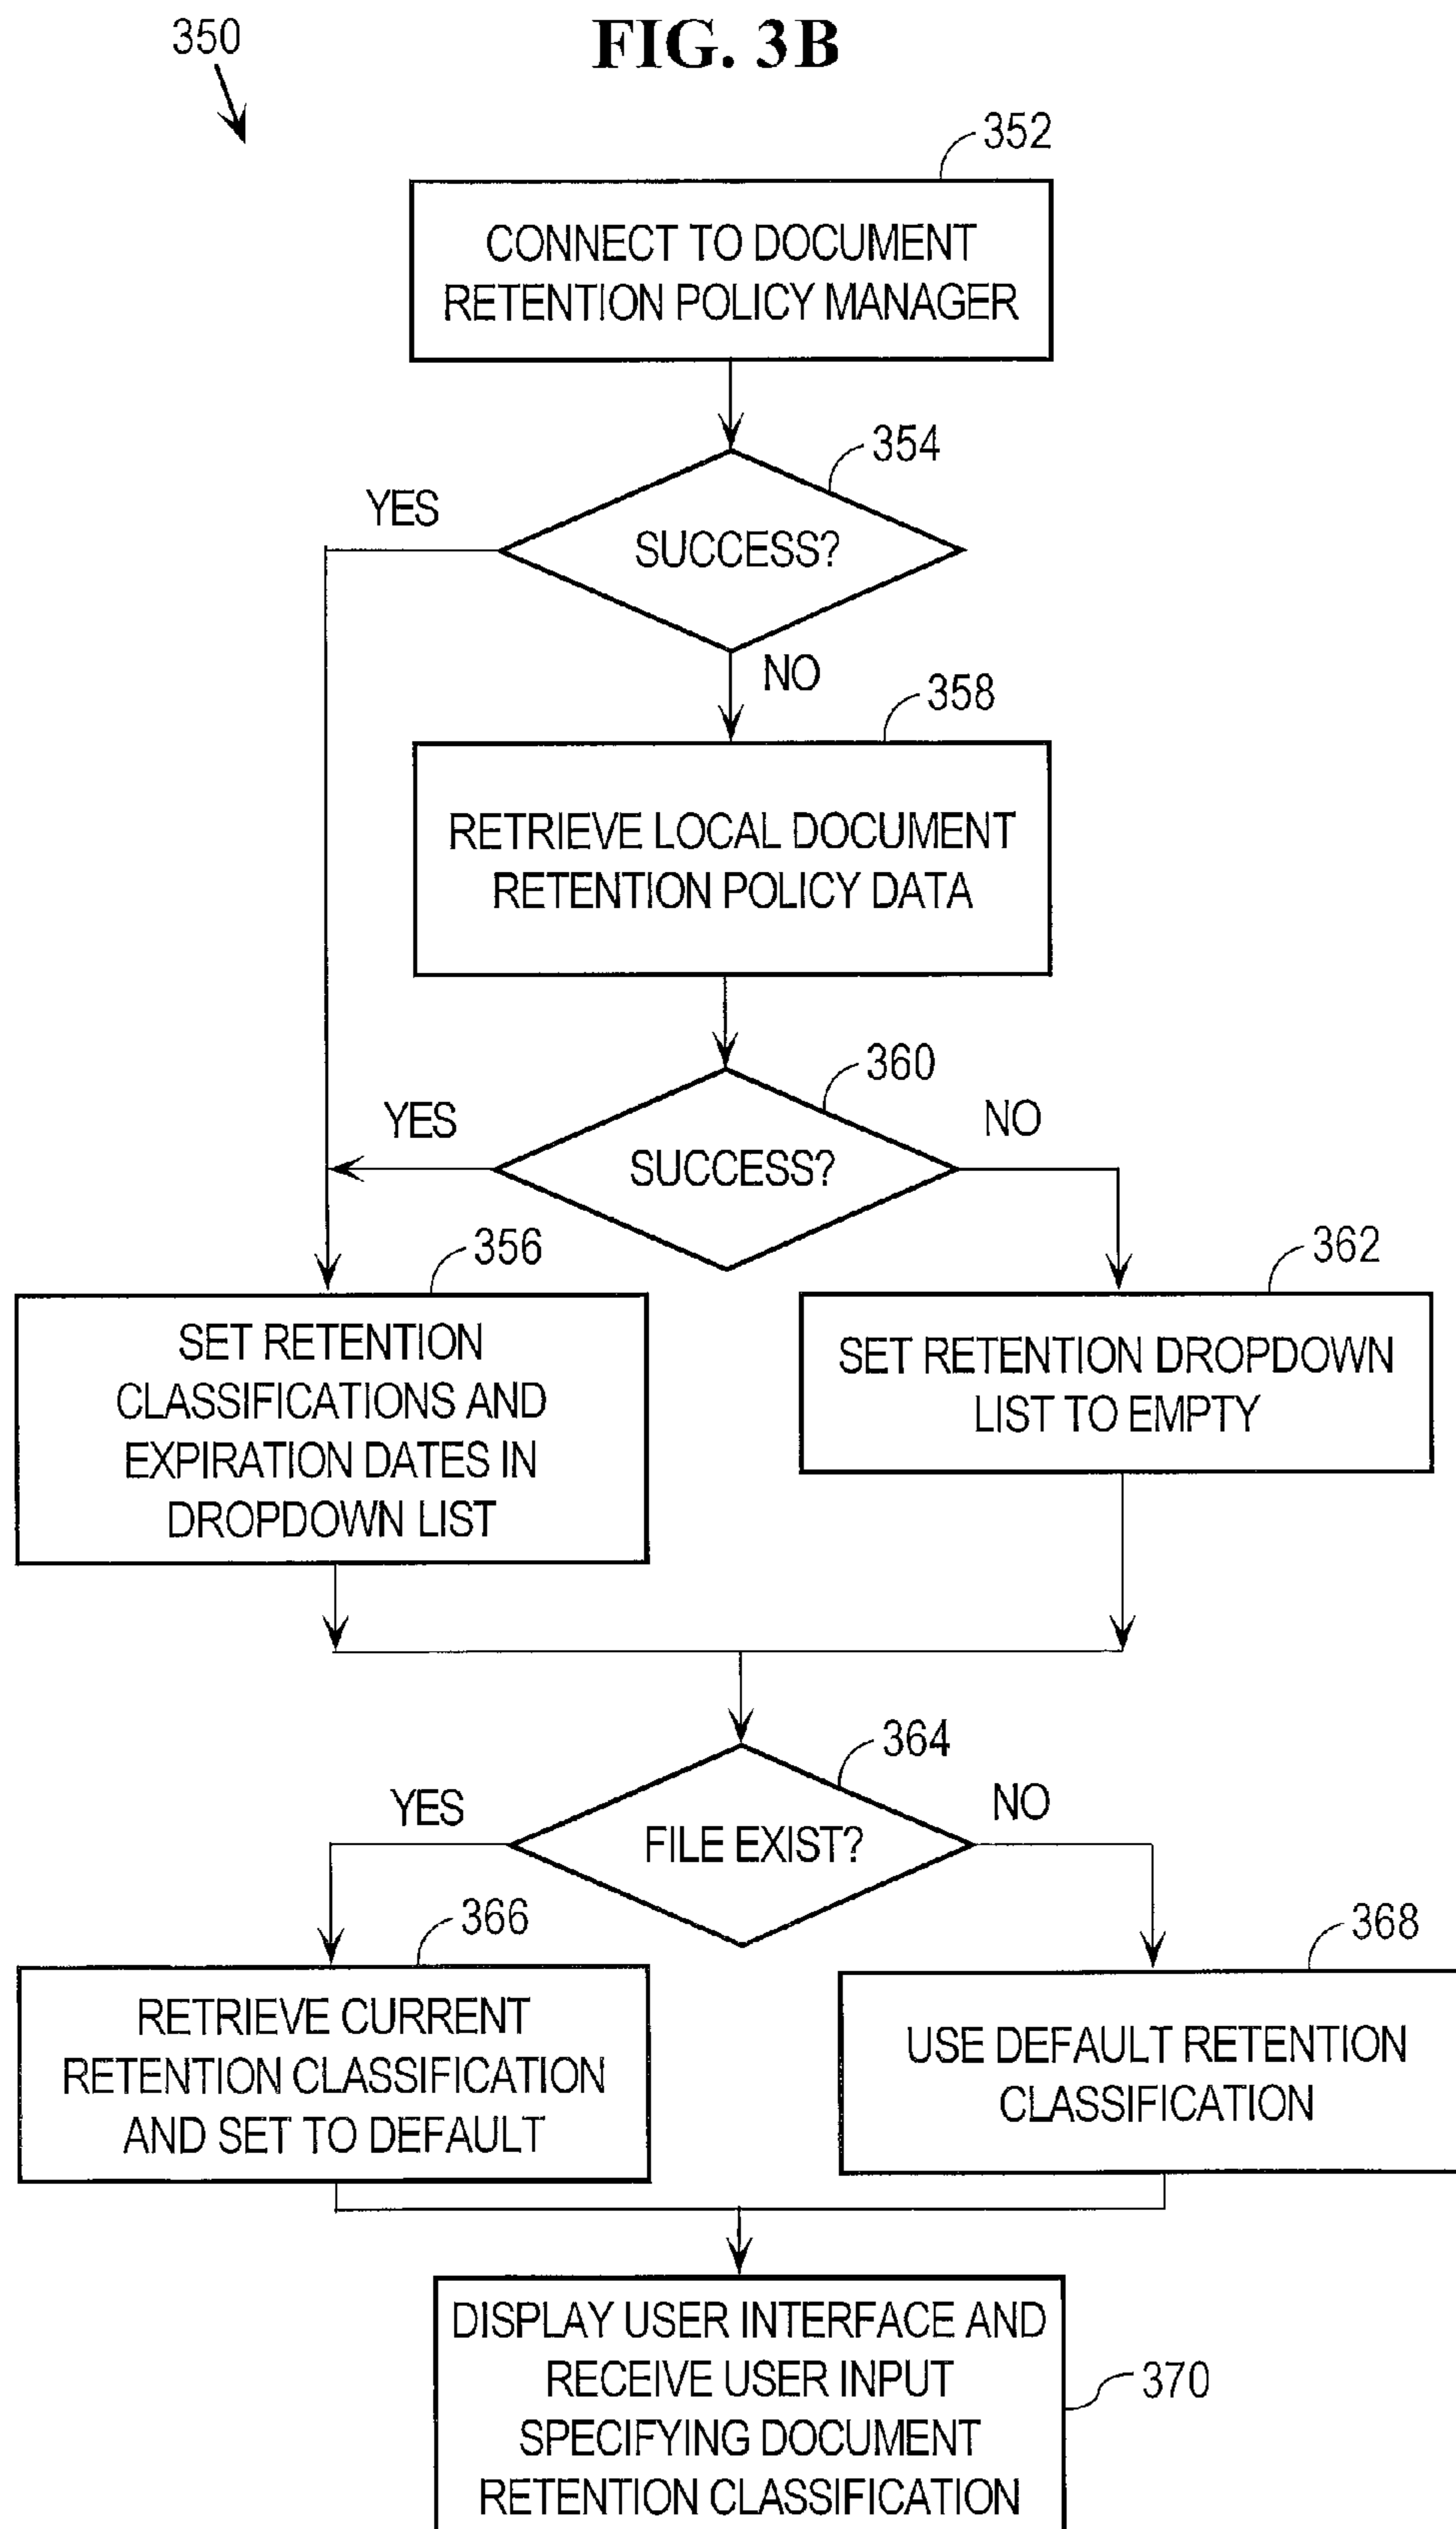 350
FIG. 3B
352
CONNECT TO DOCUMENT
RETENTION POLICY MANAGER
354
YES
SUCCESS?
NO
358
RETRIEVE LOCAL DOCUMENT
RETENTION POLICY DATA
360
YES
NO
SUCCESS?
356
362
SET RETENTION
CLASSIFICATIONS AND
EXPIRATION DATES IN
DROPDOWN LIST
SET RETENTION DROPDOWN
LIST TO EMPTY
364
YES
NO
FILE EXIST?
366
368
RETRIEVE CURRENT
RETENTION CLASSIFICATION
AND SET TO DEFAULT
USE DEFAULT RETENTION
CLASSIFICATION
DISPLAY USER INTERFACE AND
RECEIVE USER INPUT
SPECIFYING DOCUMENT
RETENTION CLASSIFICATION
370